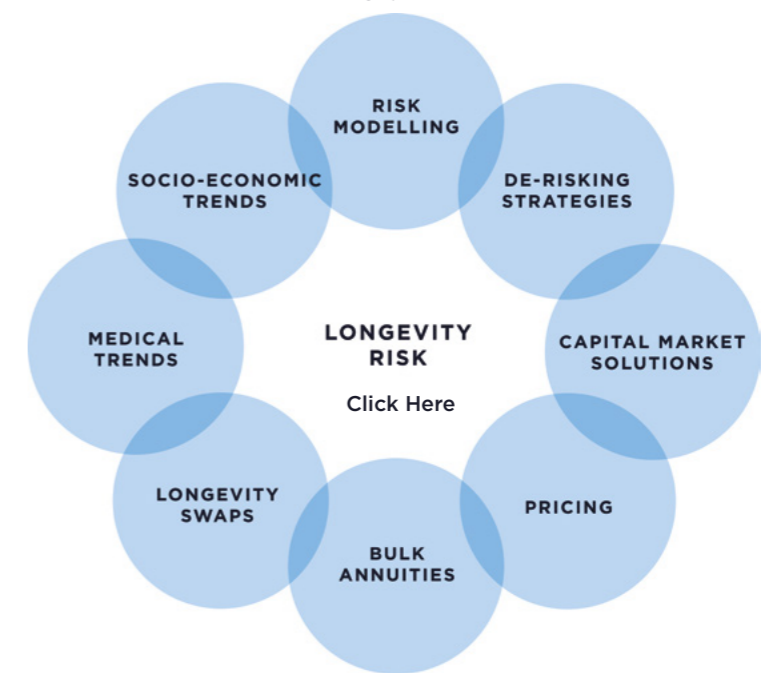 RISK
MODELLING
SOCIO-ECONOMIC
TRENDS
DE-RISKING
STRATEGIES
MEDICAL
TRENDS
LONGEVITY
RISK
Click Here
CAPITAL MARKET
SOLUTIONS
LONGEVITY
SWAPS
PRICING
BULK
ANNUITIES